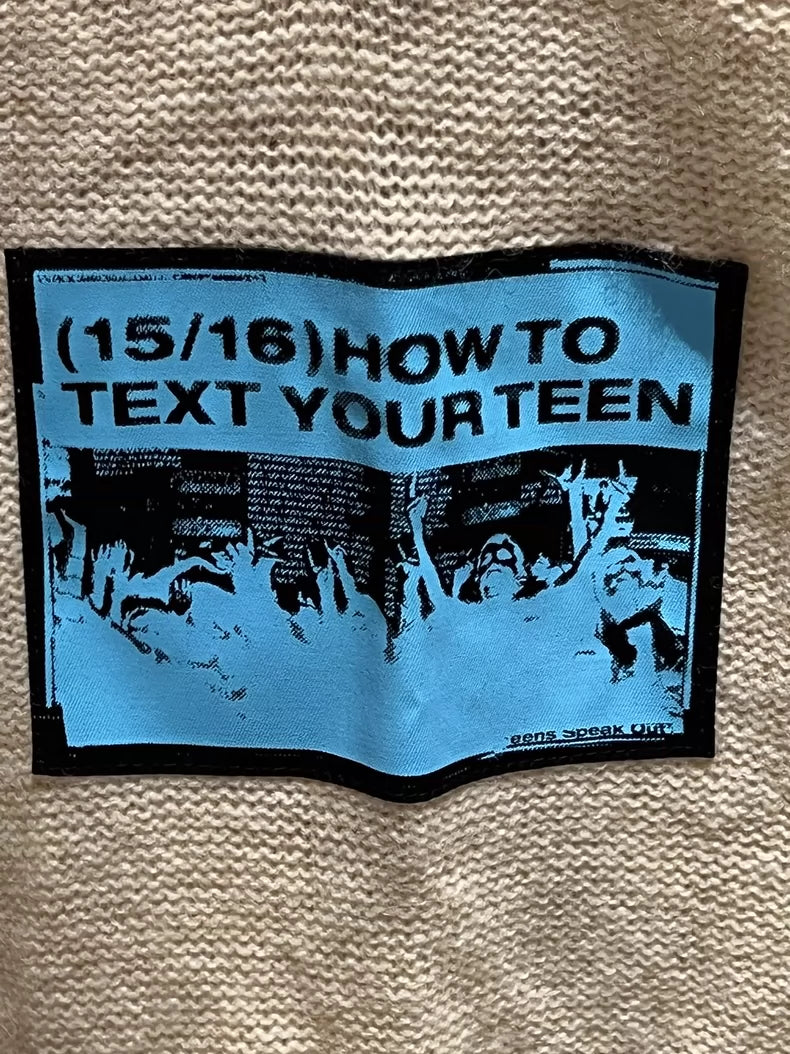 (15/16)HOW TO
TEXT YOUR TEEN
eens Speak Out